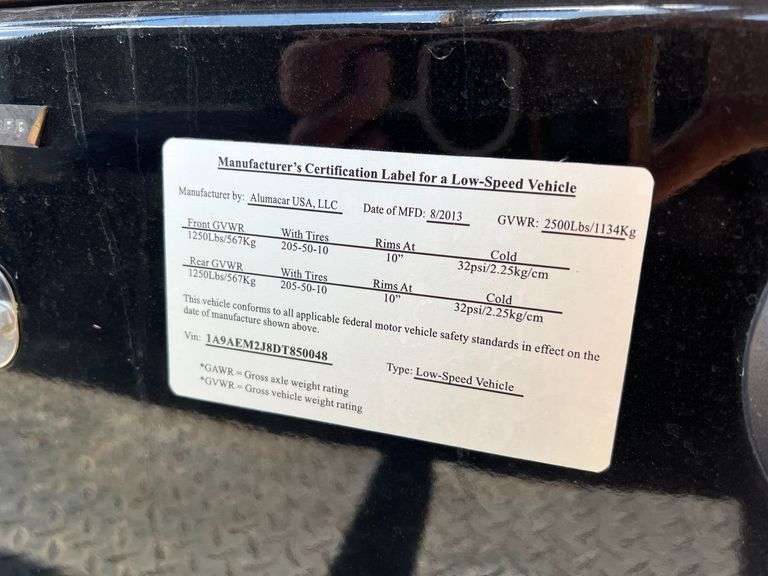 Manufacturer's Certification Label for a Low-Speed Vehicle
Manufacturer by: Alumacar USA, LLC Date of MFD: 8/2013 GVWR: 2500Lbs/1134Kg
Front GVWR With Tires Rims At Cold
1250Lbs/567Kg 205-50-10 10" 32psi/2.25kg/cm
Rear GVWR With Tires Rims At Cold
1250Lbs/567Kg 205-50-10 10" 32psi/2.25kg/cm
This vehicle conforms to all applicable federal motor vehicle safety standards in effect on the
date of manufacture shown above.
Vin: 1A9AEM2J8DT850048 Type: Low-Speed Vehicle
*GAWR = Gross axle weight rating
*GVWR = Gross vehicle weight rating